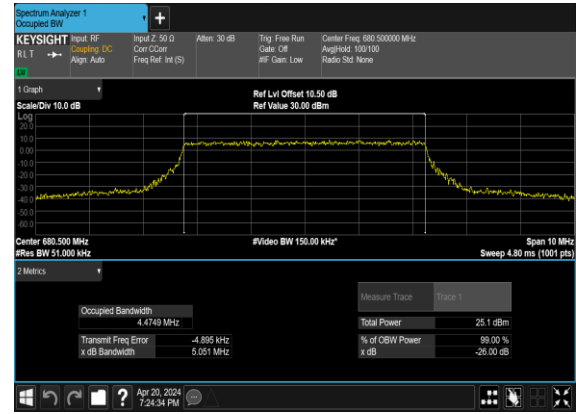 Spectrum Analyzer 1
Occupied BW
+
KEYSIGHT Input: RF Input Z: 50 Ω Atten: 30 dB Trig: Free Run Center Freq: 680.500000 MHz
RLT Coupling: DC Corr CCorr Gate: Off Avg|Hold: 100/100
Align: Auto Freq Ref: Int (S) #IF Gain: Low Radio Std: None
1 Graph Ref Lvl Offset 10.50 dB
Scale/Div 10.0 dB Ref Value 30.00 dBm
Log
20.0
10.0
0.00
-10.0
-20.0
-30.0
-40.0
-50.0
-60.0
Center 680.500 MHz #Video BW 150.00 kHz* Span 10 MHz
#Res BW 51.000 kHz Sweep 4.80 ms (1001 pts)
2 Metrics
Measure Trace Trace 1
Occupied Bandwidth
4.4749 MHz Total Power 25.1 dBm
Transmit Freq Error -4.895 kHz % of OBW Power 99.00 %
x dB Bandwidth 5.051 MHz x dB -26.00 dB
? Apr 20, 2024
7:24:34 PM